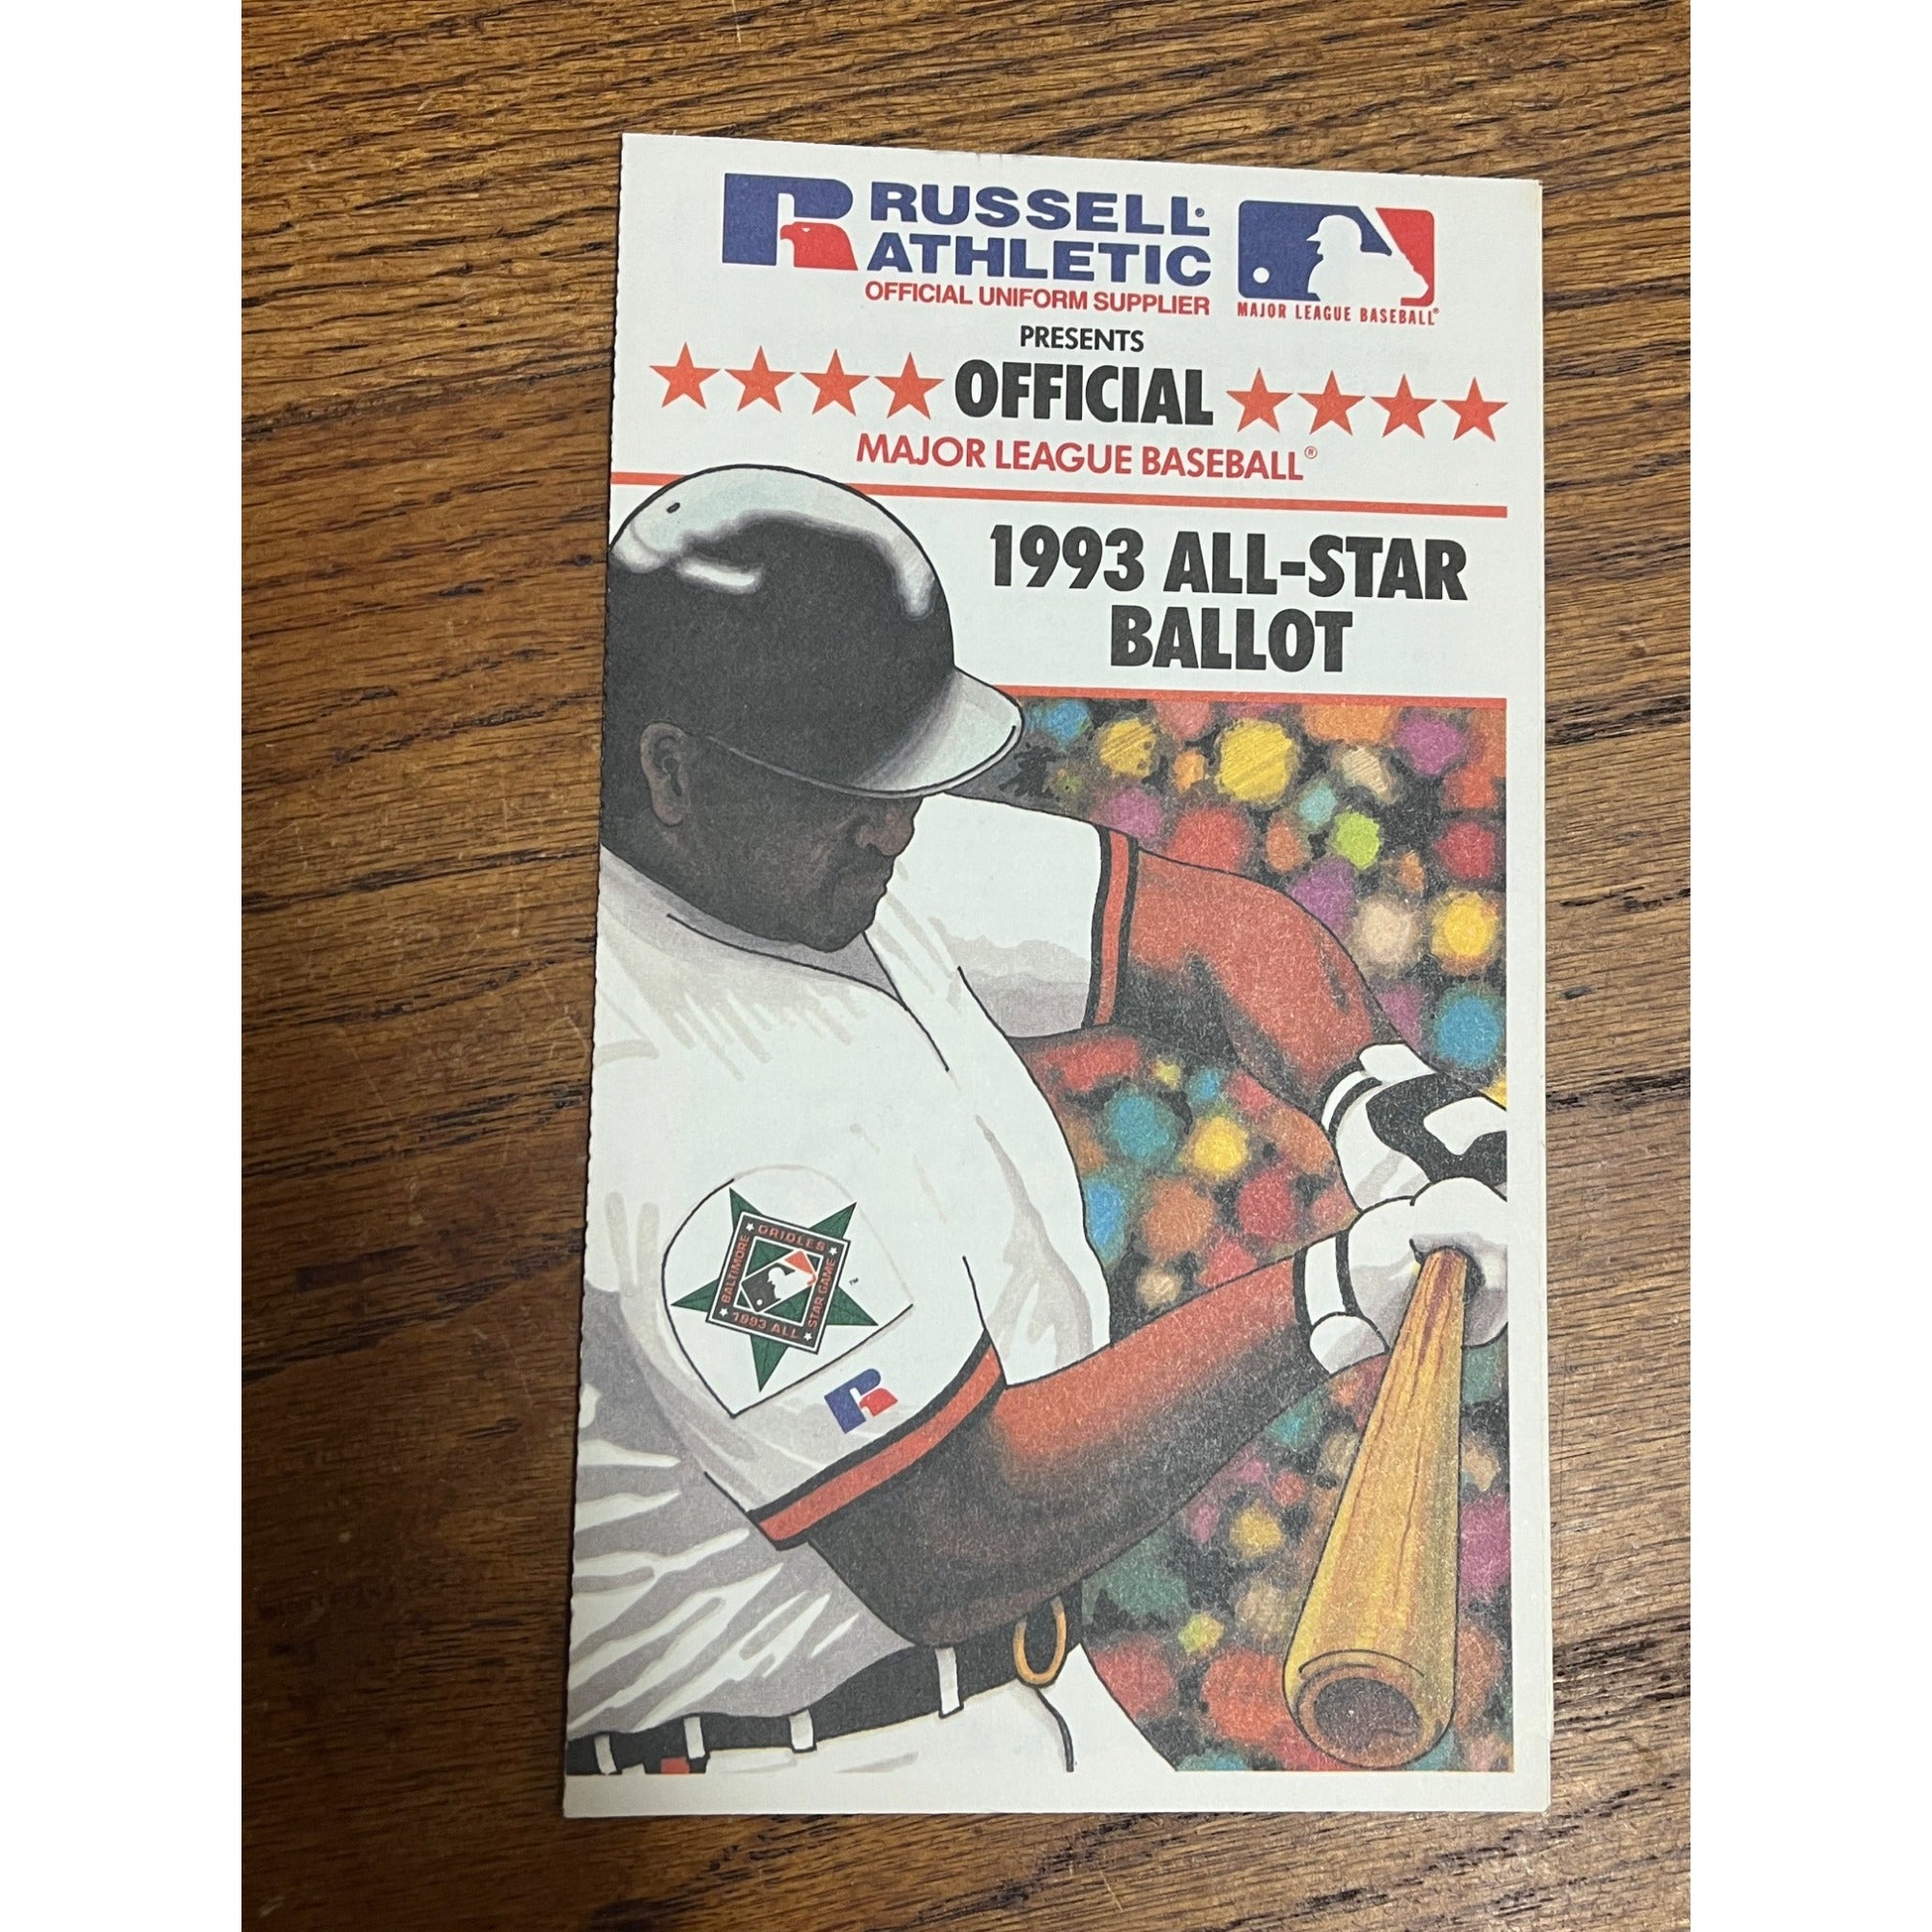 RUSSELL®
ATHLETIC
OFFICIAL UNIFORM SUPPLIER
MAJOR LEAGUE BASEBALL®
PRESENTS
OFFICIAL
MAJOR LEAGUE BASEBALL®
1993 ALL-STAR
BALLOT
BALTIMORE
ORIOLES
1993 ALL
STAR GAME
™